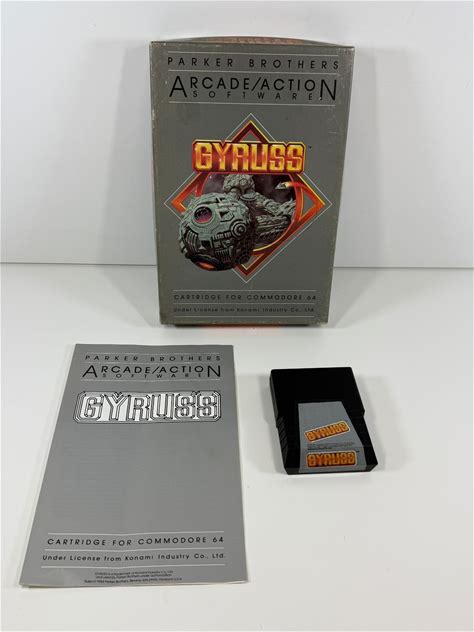 PARKER BROTHERS
ARCADE/ACTION
SOFTWARE
GYRUSS
CARTRIDGE FOR COMMODORE 64
Under License from Konami Industry Co., Ltd.
PARKER BROTHERS
ARCADE/ACTION
SOFTWARE
GYRUSS
CARTRIDGE FOR COMMODORE 64
Under License from Konami Industry Co., Ltd.
GYRUSS
GYRUSS